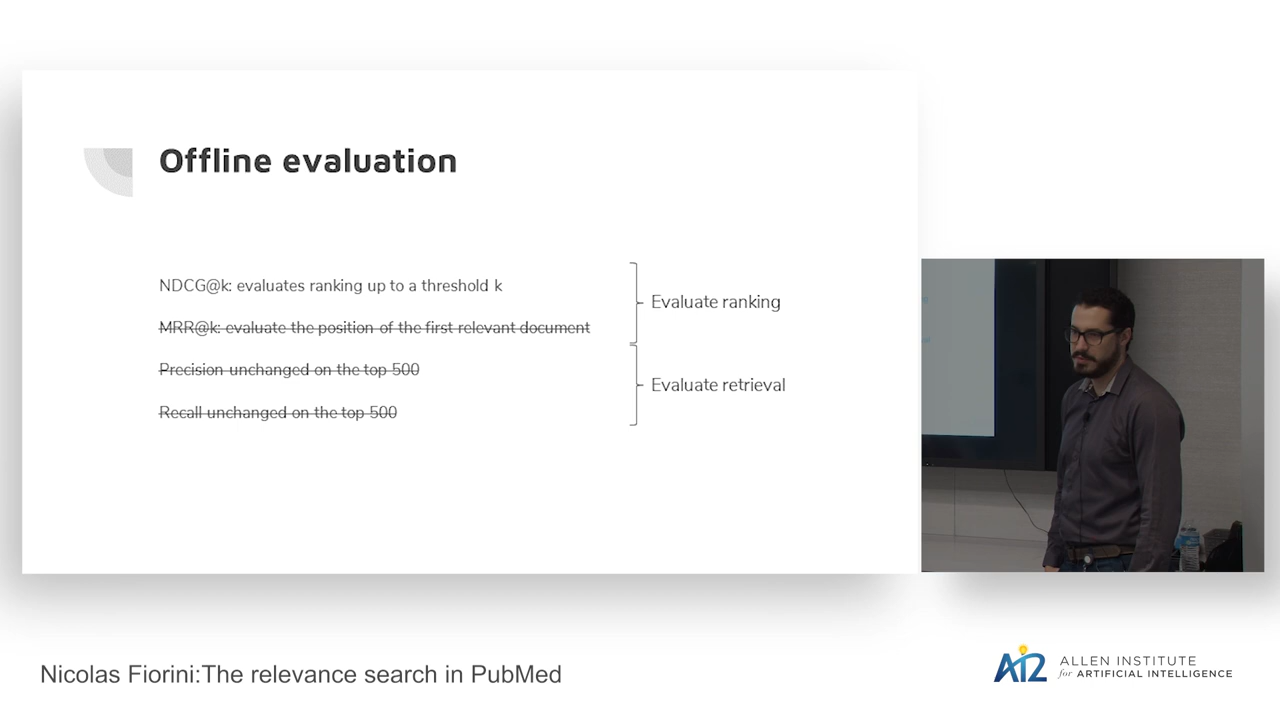 Offline evaluation
NDCG@k: evaluates ranking up to a threshold k
MRR@k: evaluate the position of the first relevant document
Precision unchanged on the top 500
Recall unchanged on the top 500
Evaluate ranking
Evaluate retrieval
Nicolas Fiorini:The relevance search in PubMed
AI2 ALLEN INSTITUTE
for ARTIFICIAL INTELLIGENCE